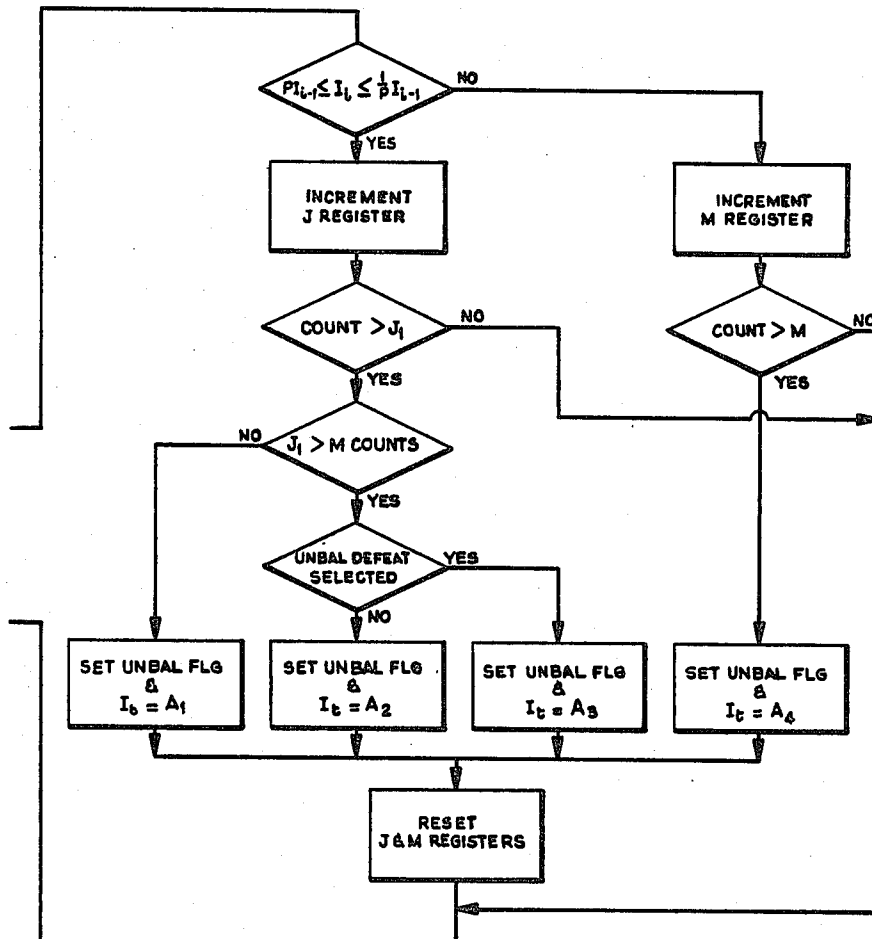 PI_{i-1} ≤ I_i ≤ \frac{1}{P} I_{i-1}
NO
YES
INCREMENT
J REGISTER
INCREMENT
M REGISTER
COUNT > J_1
NO
COUNT > M
NO
YES
YES
J_1 > M COUNTS
NO
YES
UNBAL DEFEAT
SELECTED
YES
NO
SET UNBAL FLG
&
I_t = A_1
SET UNBAL FLG
&
I_t = A_2
SET UNBAL FLG
&
I_t = A_3
SET UNBAL FLG
&
I_t = A_4
RESET
J & M REGISTERS